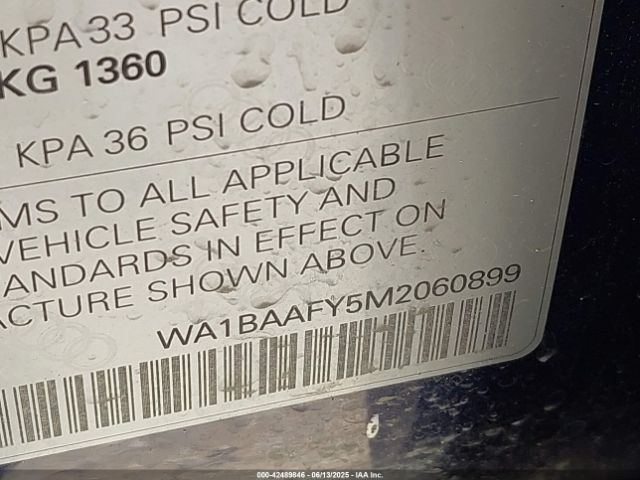 KPA 33 PSI COLD
KG 1360
KPA 36 PSI COLD
MS TO ALL APPLICABLE
VEHICLE SAFETY AND
ANDARDS IN EFFECT ON
ACTURE SHOWN ABOVE.
WA1BAAFY5M2060899
000-42489846 - 06/13/2025 - IAA Inc.